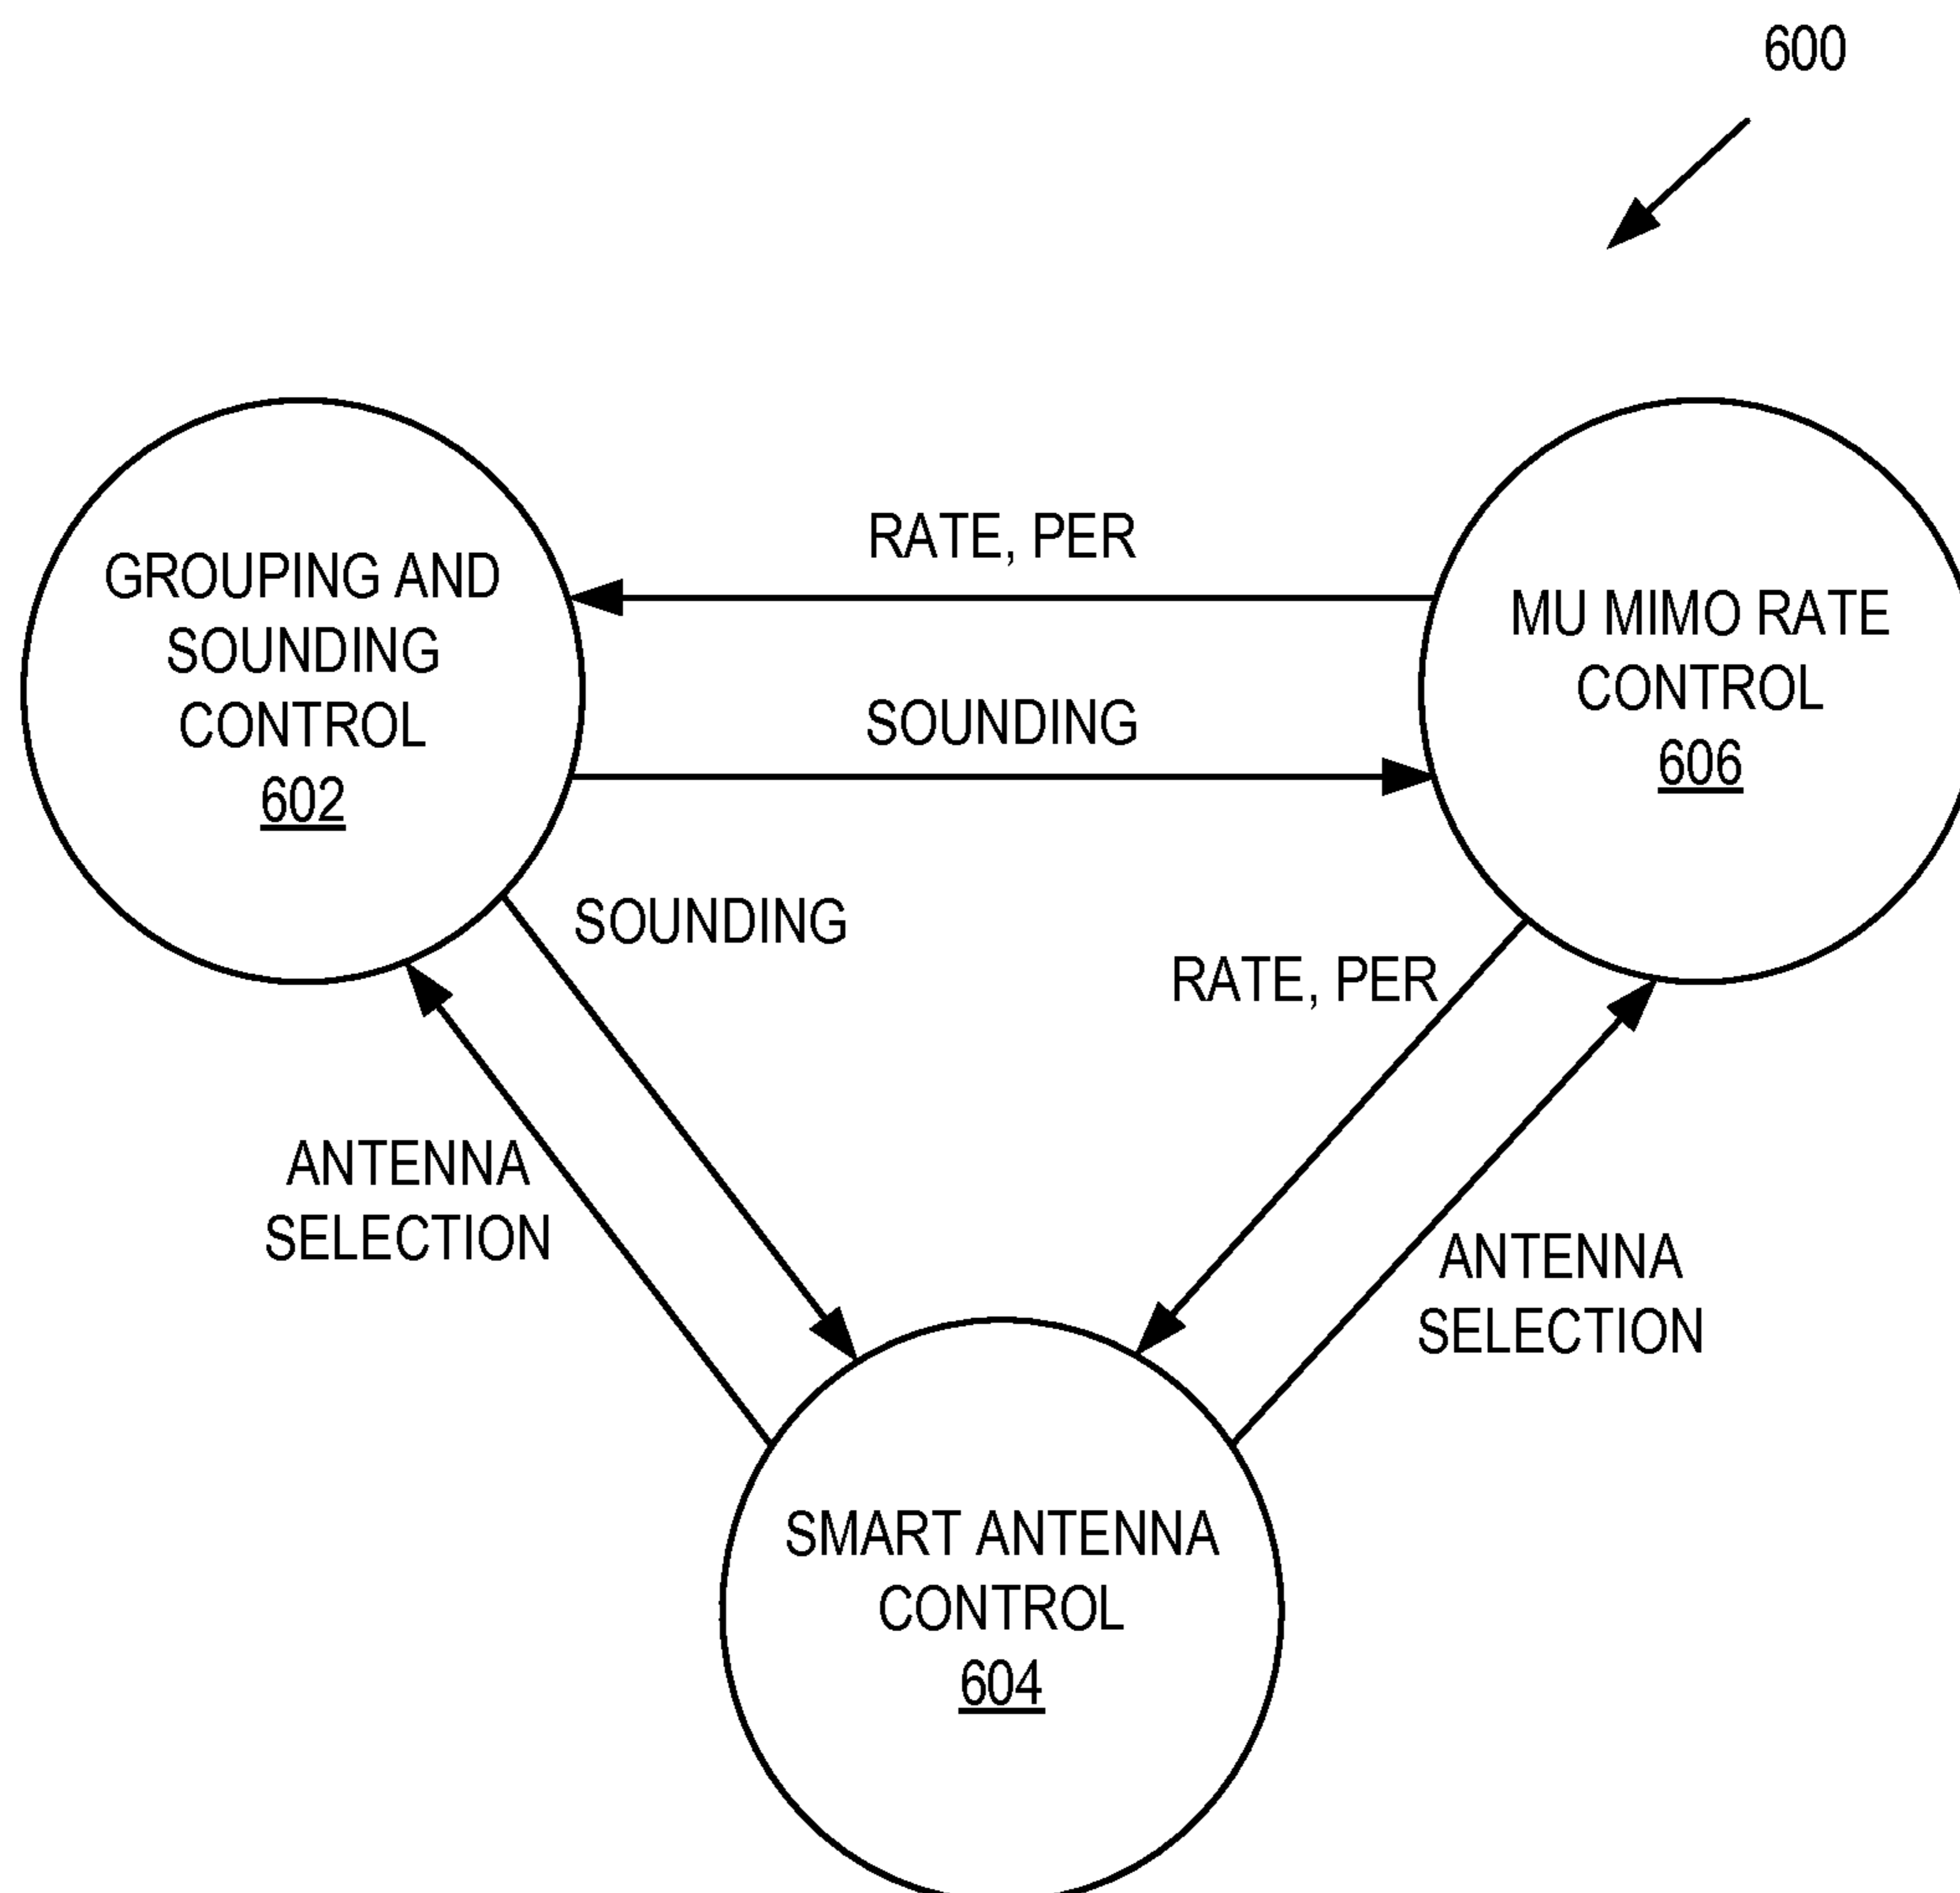 600
RATE, PER
GROUPING AND
SOUNDING
CONTROL
602
MU MIMO RATE
CONTROL
606
SOUNDING
SOUNDING
RATE, PER
ANTENNA
SELECTION
ANTENNA
SELECTION
SMART ANTENNA
CONTROL
604